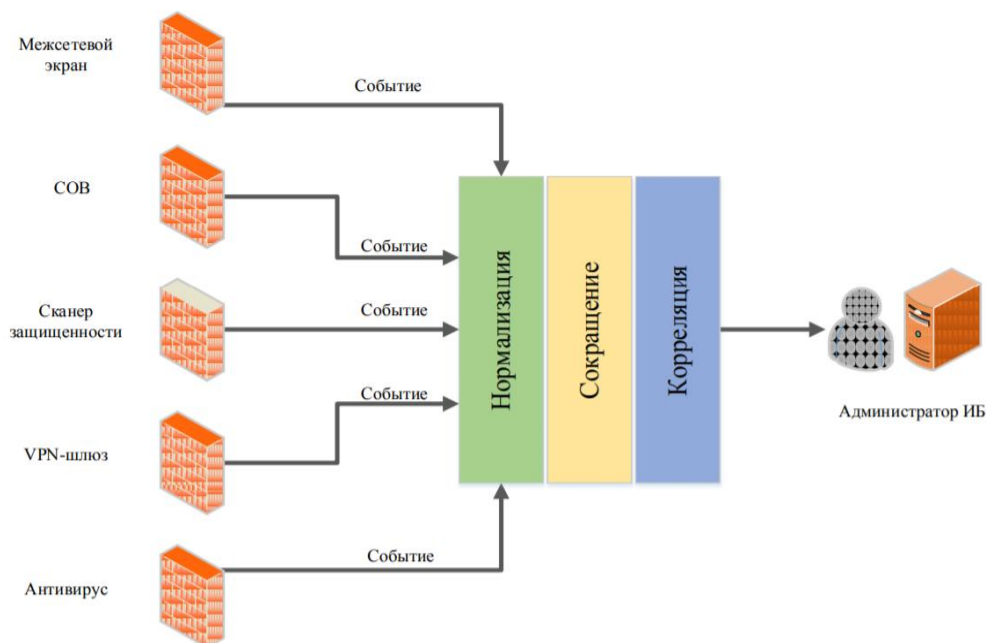 Межсетевой
экран
Событие
СОВ
Событие
Сканер
защищенности
Событие
VPN-шлюз
Событие
Антивирус
Событие
Нормализация
Сокращение
Корреляция
Администратор ИБ